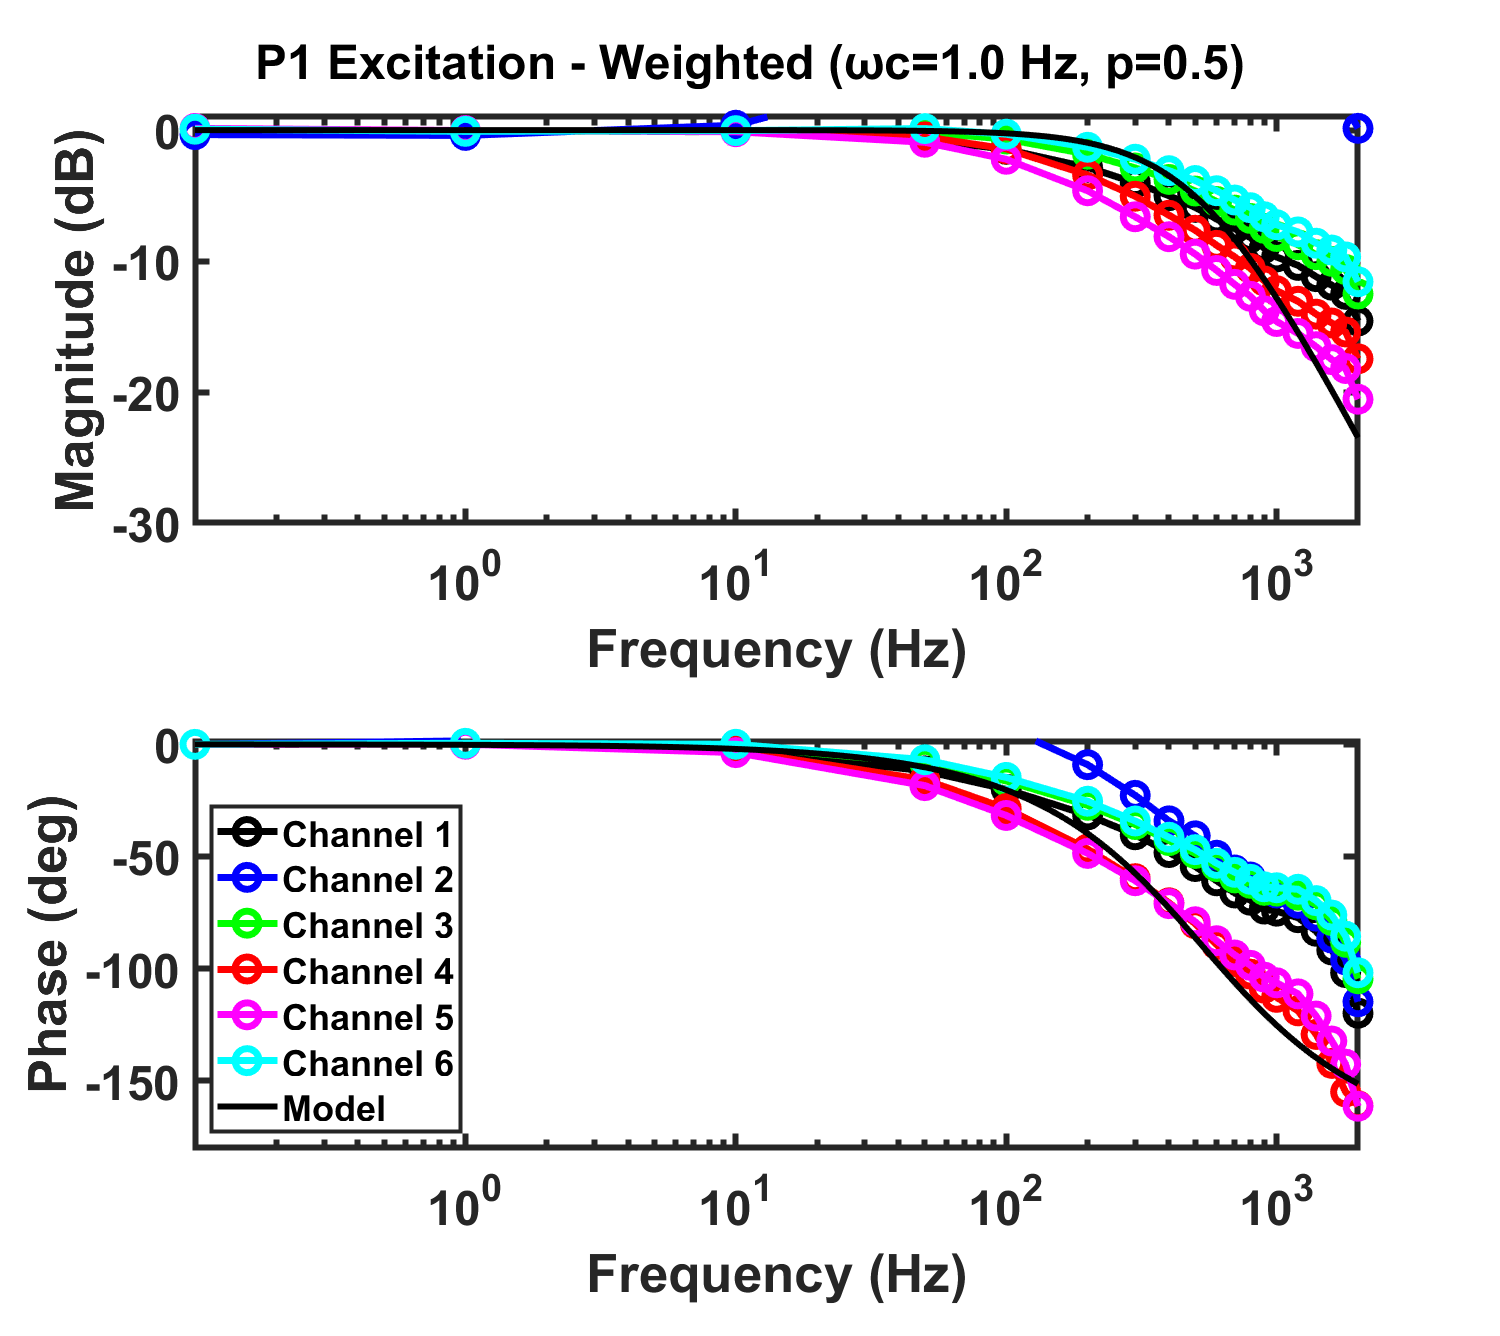 P1 Excitation - Weighted (ωc=1.0 Hz, p=0.5)
Magnitude (dB)
0
-10
-20
-30
10^0
10^1
10^2
10^3
Frequency (Hz)
Phase (deg)
0
-50
-100
-150
Channel 1
Channel 2
Channel 3
Channel 4
Channel 5
Channel 6
Model
10^0
10^1
10^2
10^3
Frequency (Hz)